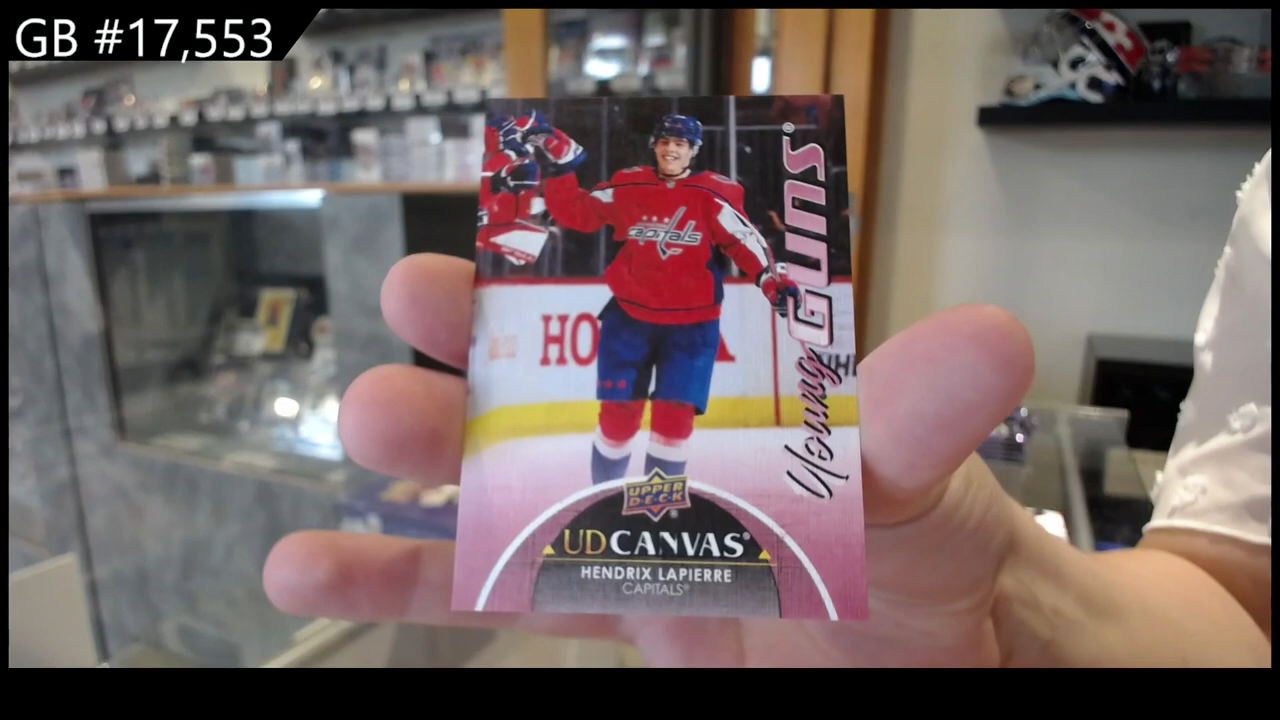 GB #17,553
Young GUNS®
capitals
HO
UPPER
DECK®
UD CANVAS®
HENDRIX LAPIERRE
CAPITALS®